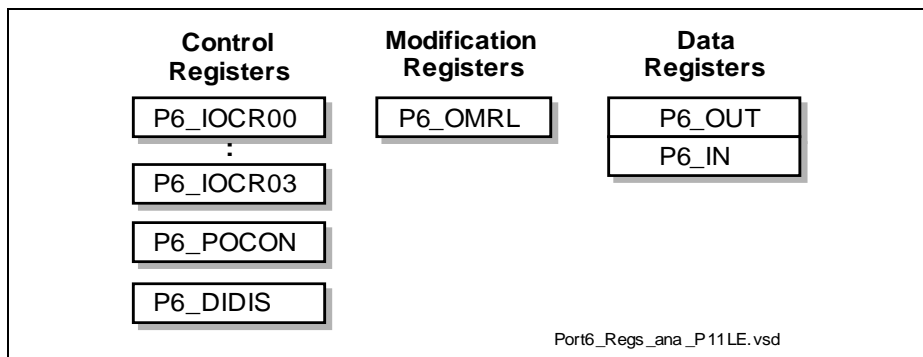 Control
Registers
P6_IOCR00
:
P6_IOCR03
P6_POCON
P6_DIDIS
Modification
Registers
P6_OMRL
Data
Registers
P6_OUT
P6_IN
Port6_Regs_ana_P11LE.vsd